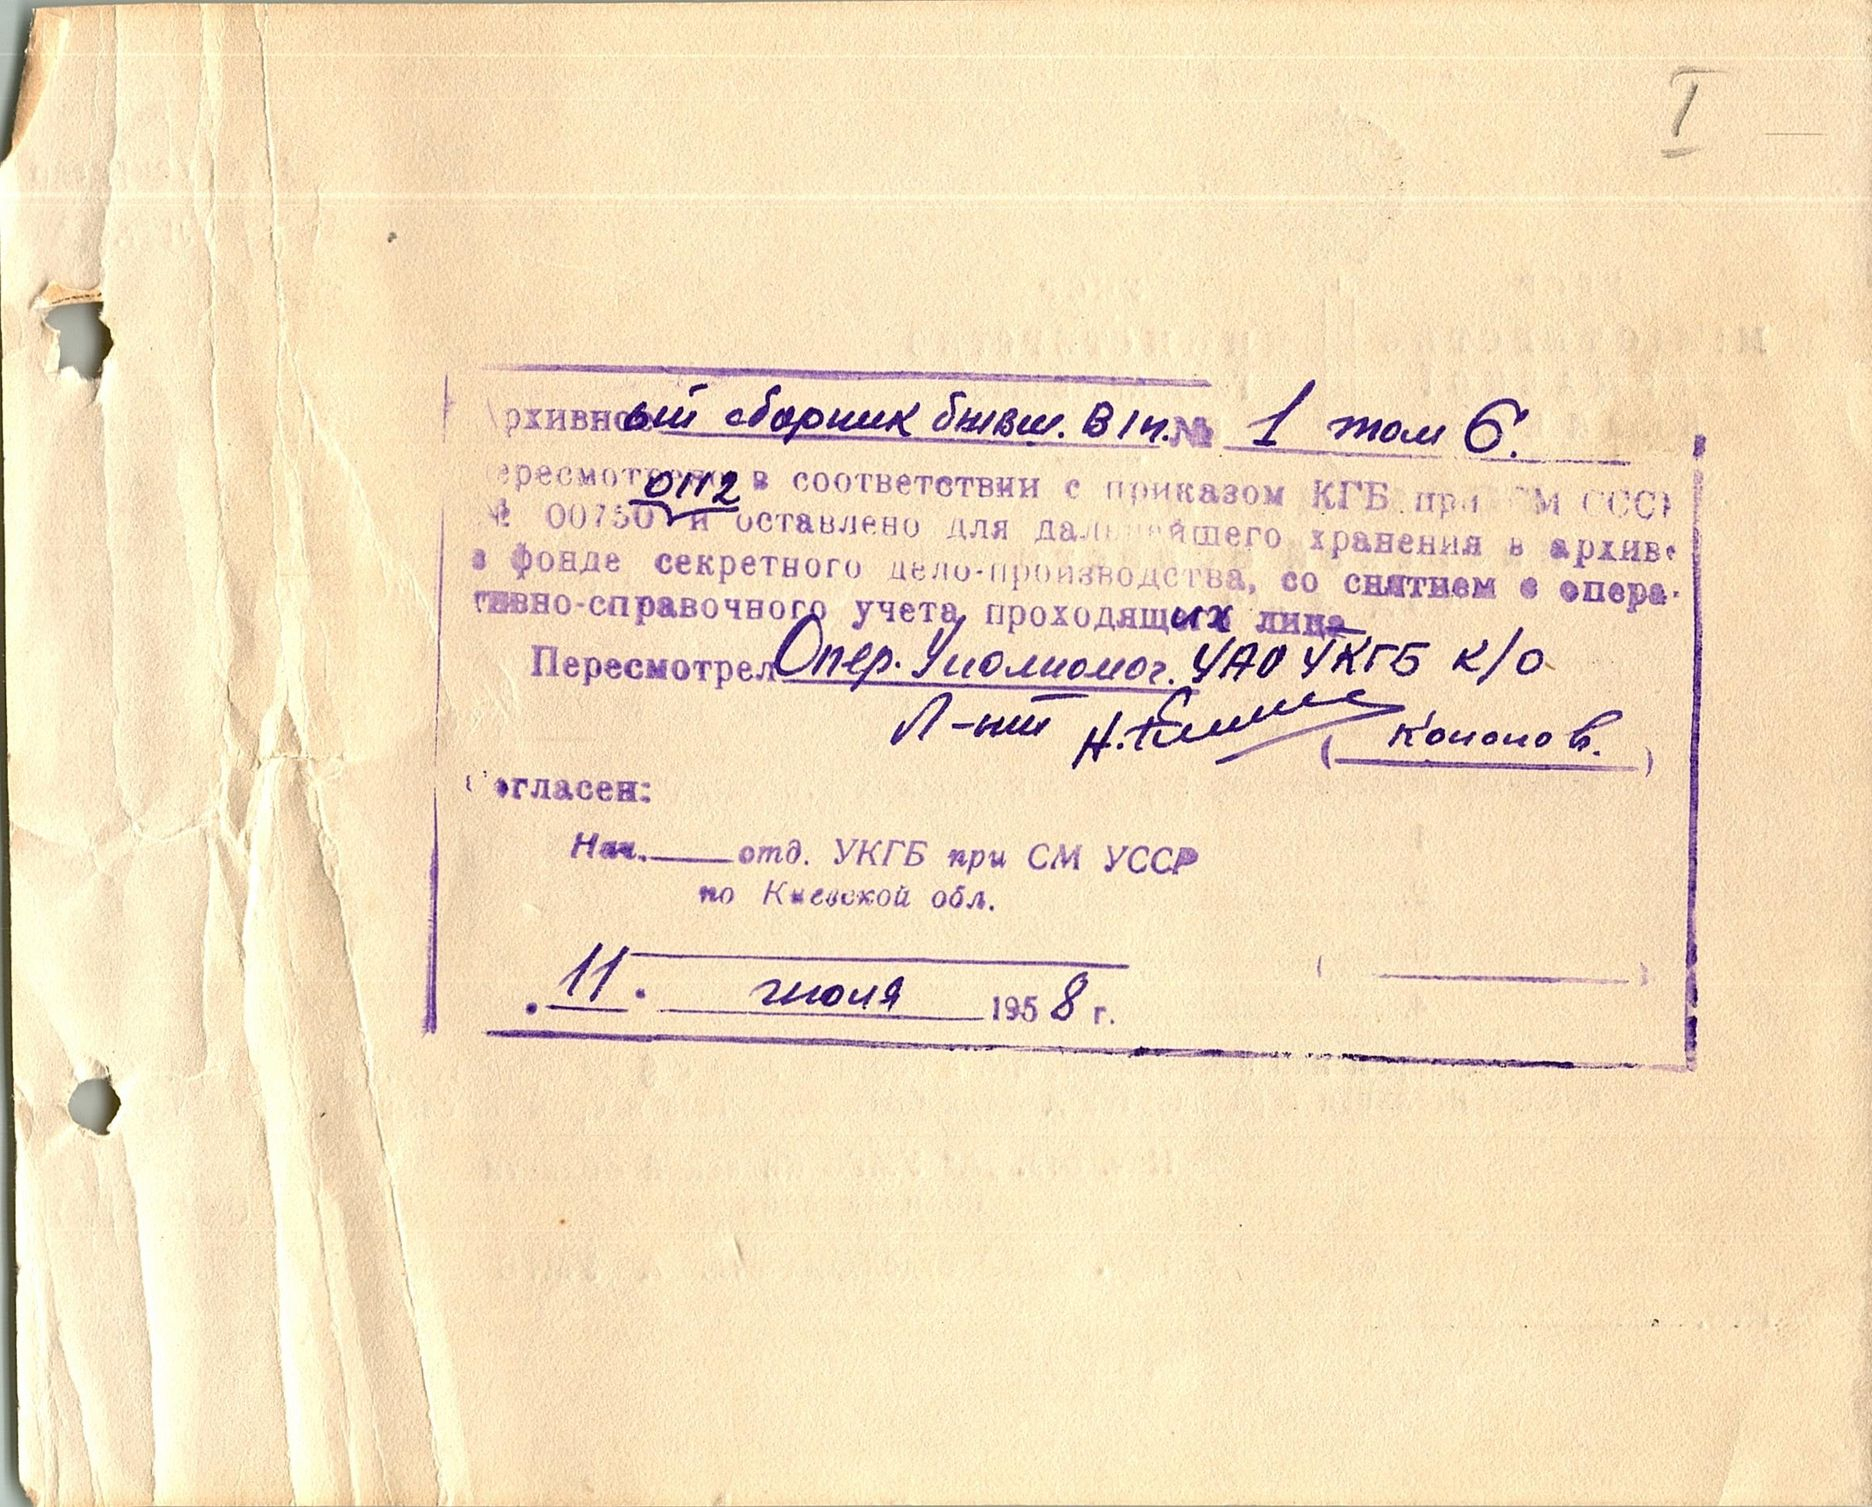 I
Архивный сборник бывш. В/ч. № 1 том 6.
пересмотрено в соответствии с приказом КГБ при СМ СССР
0112
№ 00750 и оставлено для дальнейшего хранения в архиве
в фонде секретного дело-производства, со снятием с опера-
тивно-справочного учета проходящих лица
Пересмотрел Опер. Уполномоч. УАО УКГБ К/О
Л-нт Н. (Кононов.)
Согласен:
Нач. отд. УКГБ при СМ УССР
по Киевской обл.
11. июля 1958 г.